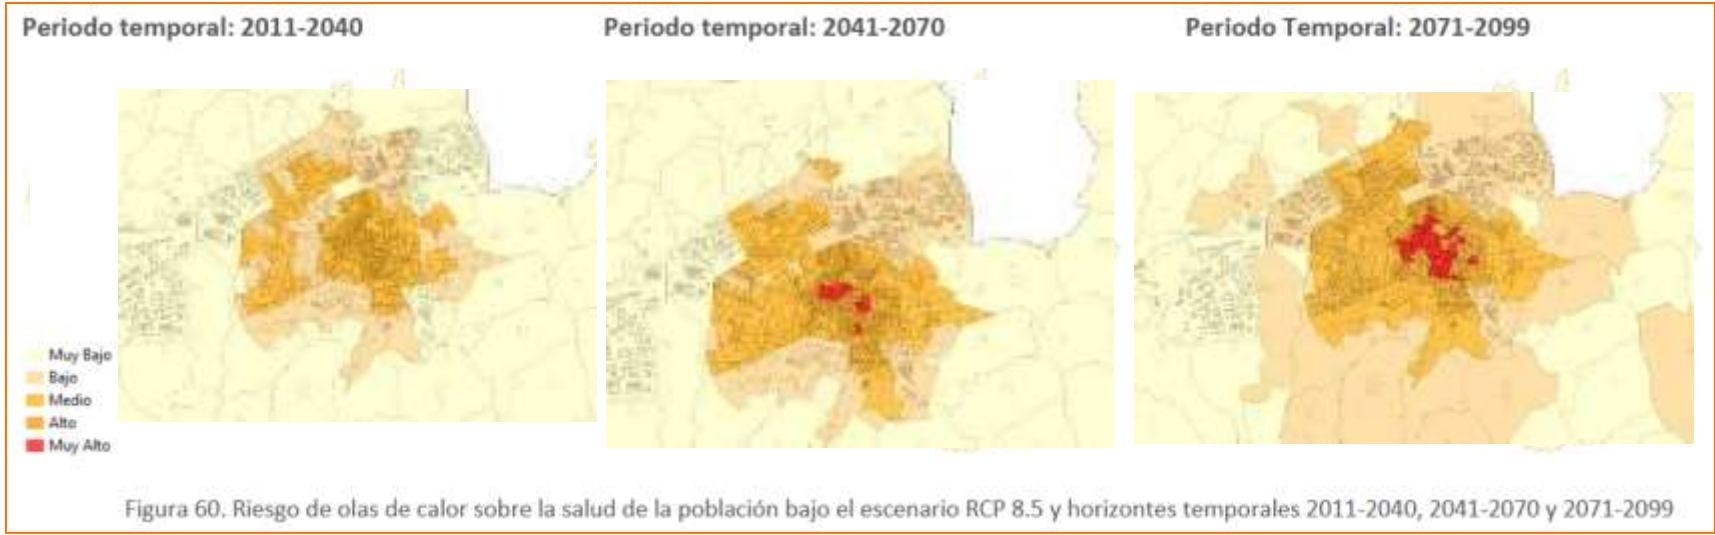 Periodo temporal: 2011-2040
Periodo temporal: 2041-2070
Periodo Temporal: 2071-2099
Muy Bajo
Bajo
Medio
Alto
Muy Alto
Figura 60. Riesgo de olas de calor sobre la salud de la población bajo el escenario RCP 8.5 y horizontes temporales 2011-2040, 2041-2070 y 2071-2099